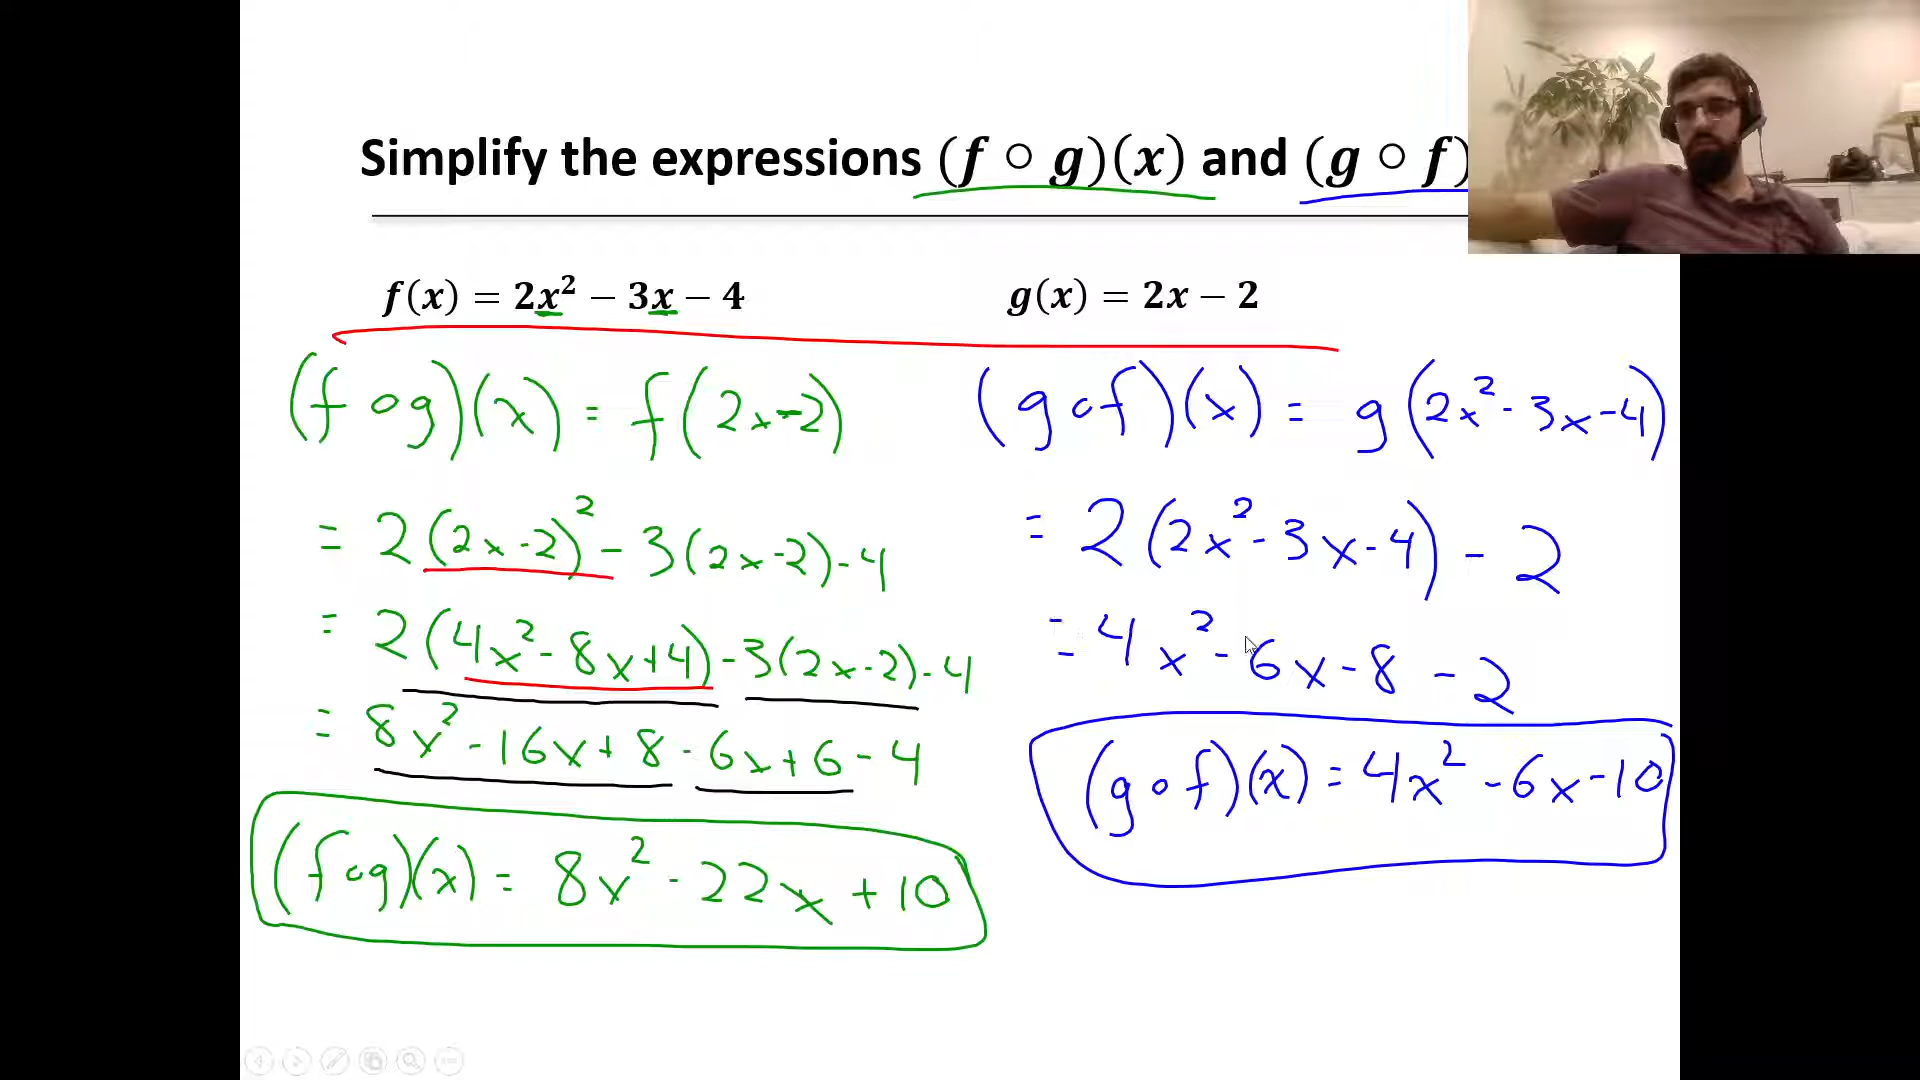 Simplify the expressions (f ∘ g)(x) and (g ∘ f)
f(x) = 2x² − 3x − 4
g(x) = 2x − 2
(f ∘ g)(x) = f(2x-2)
= 2(2x-2)² - 3(2x-2)-4
= 2(4x²-8x+4)-3(2x-2)-4
= 8x²-16x+8-6x+6-4
(f∘g)(x) = 8x²-22x+10
(g∘f)(x) = g(2x²-3x-4)
= 2(2x²-3x-4) - 2
= 4x²-6x-8-2
(g∘f)(x) = 4x²-6x-10